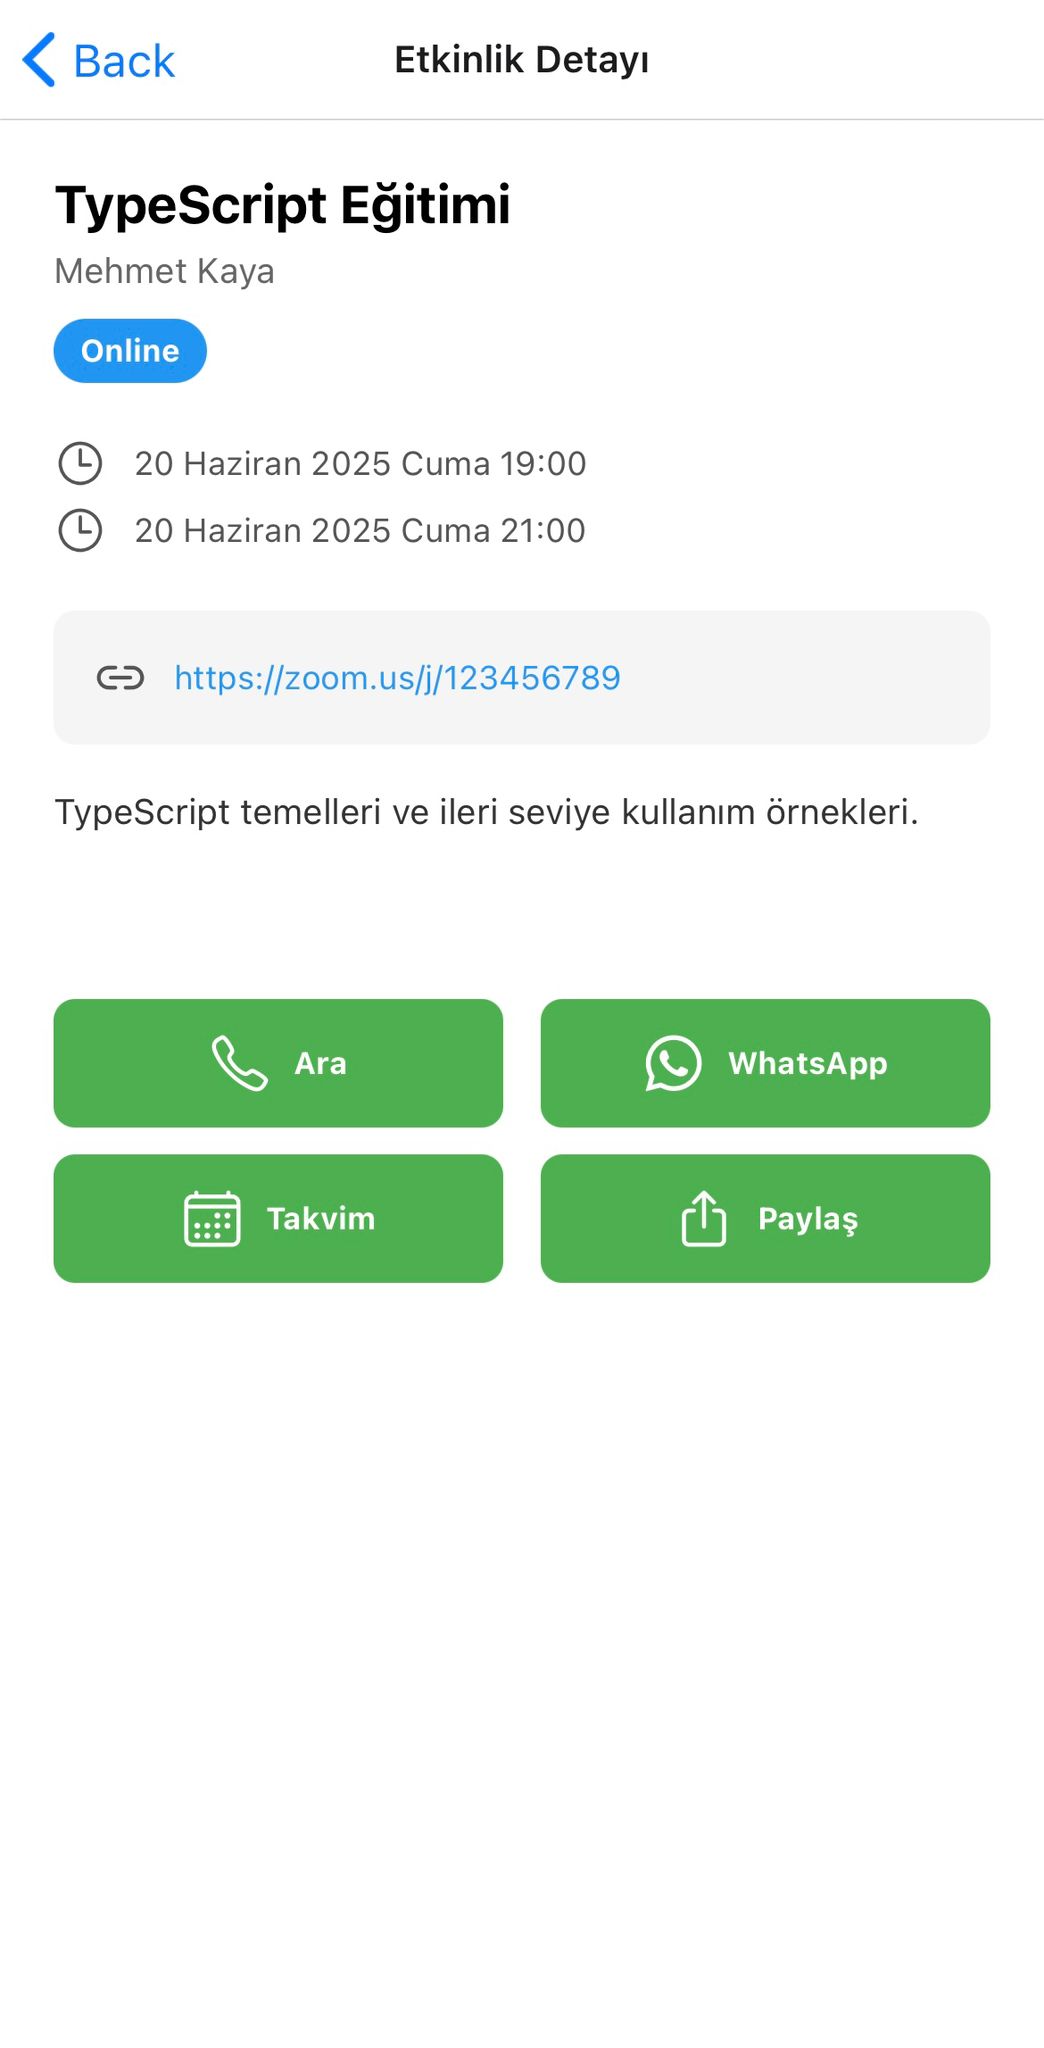 Back
Etkinlik Detayı
TypeScript Eğitimi
Mehmet Kaya
Online
20 Haziran 2025 Cuma 19:00
20 Haziran 2025 Cuma 21:00
https://zoom.us/j/123456789
TypeScript temelleri ve ileri seviye kullanım örnekleri.
Ara
WhatsApp
Takvim
Paylaş